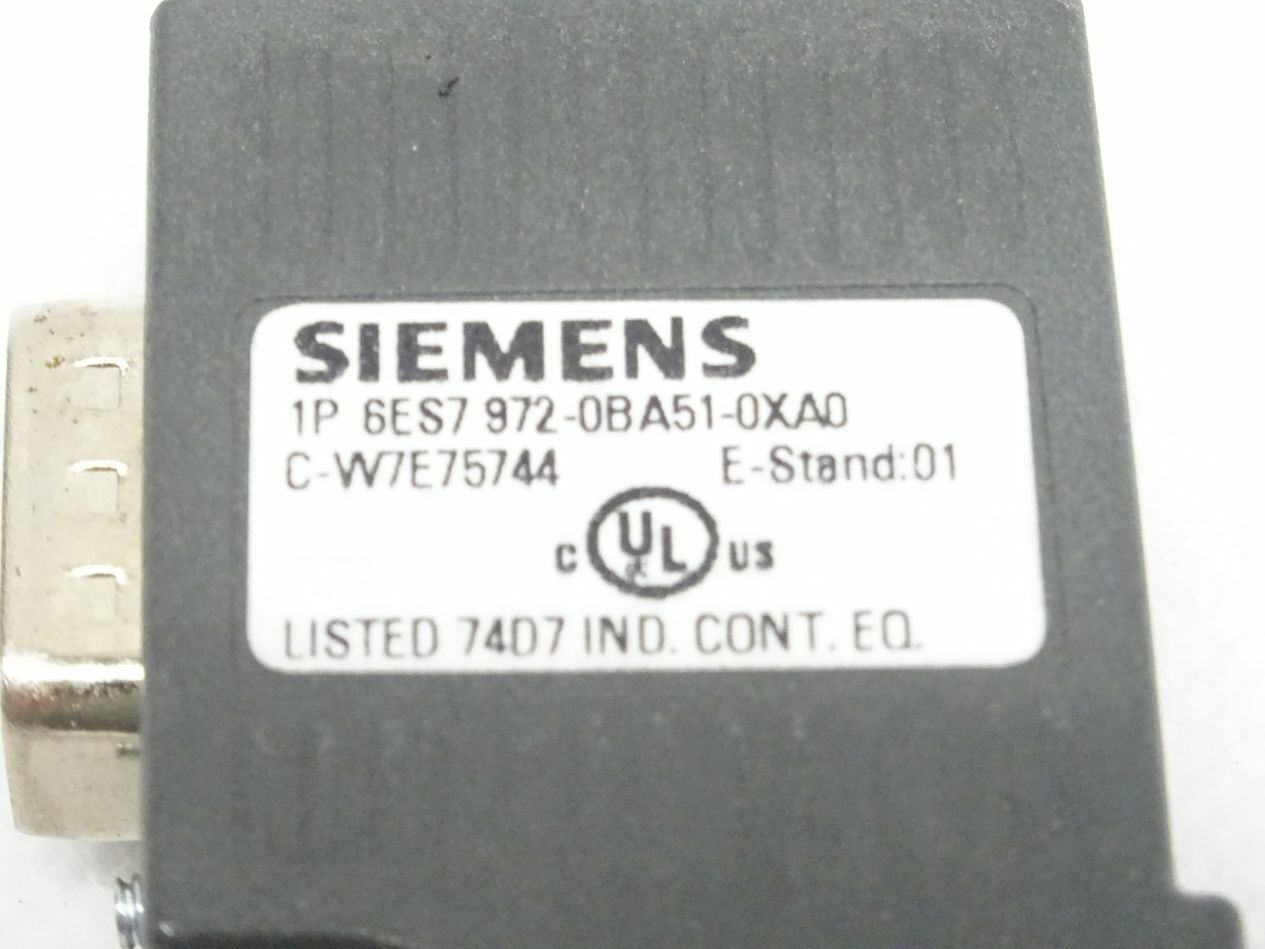 SIEMENS
1P 6ES7 972-0BA51-0XA0
C-W7E75744 E-Stand:01
C UL US
LISTED 74D7 IND. CONT. EQ.